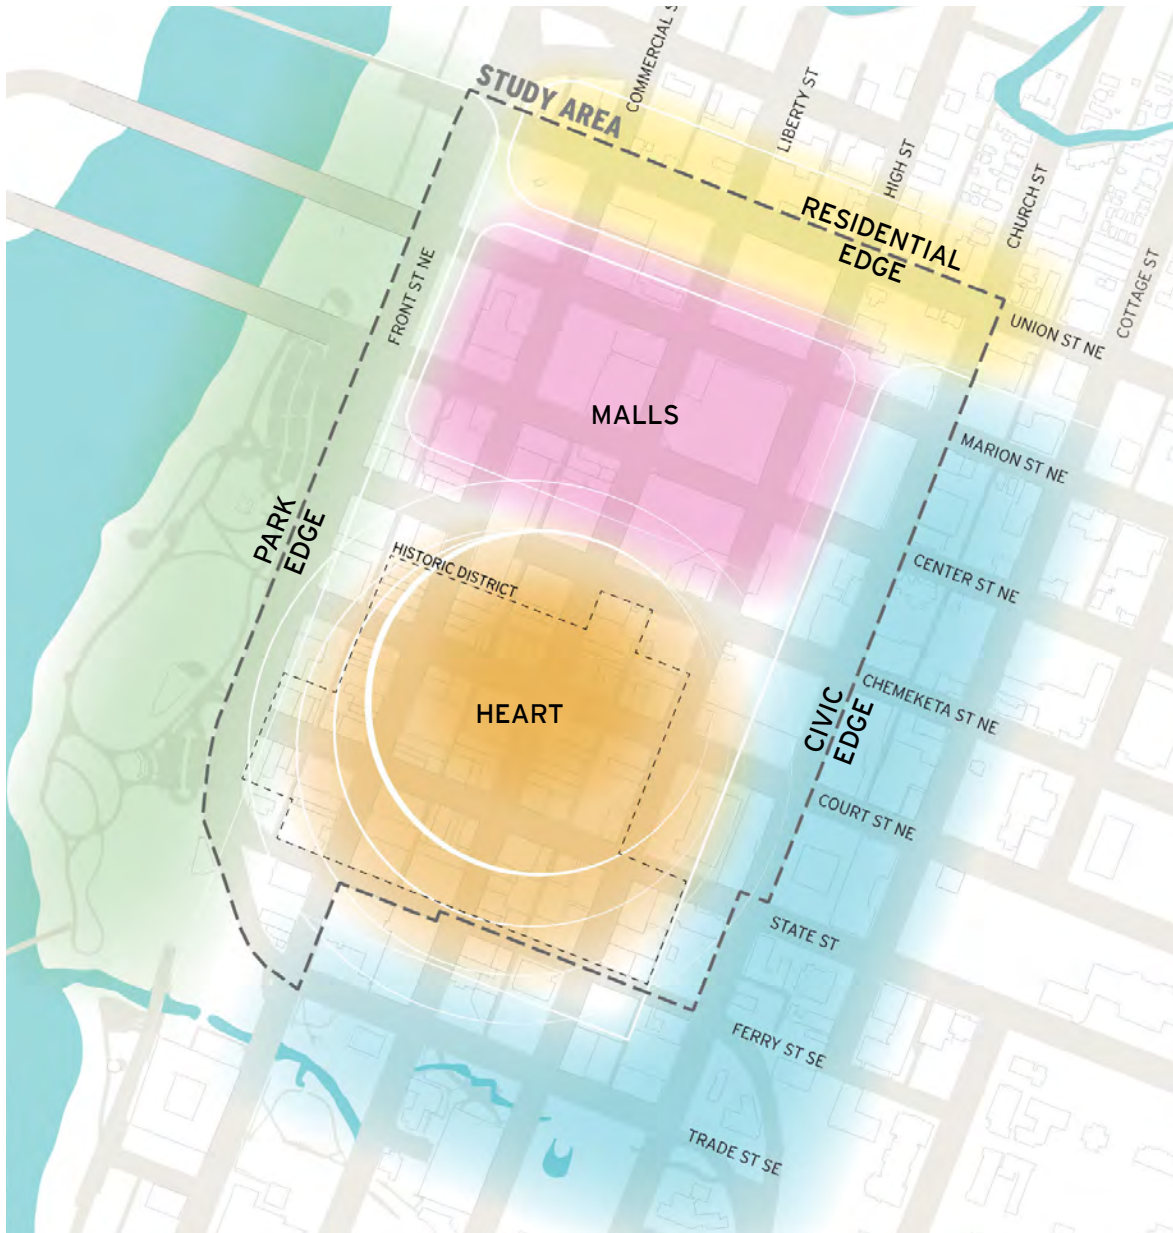 COMMERCIAL S
STUDY AREA
LIBERTY ST
HIGH ST
CHURCH ST
COTTAGE ST
RESIDENTIAL
EDGE
FRONT ST NE
UNION ST NE
MALLS
MARION ST NE
PARK
EDGE
HISTORIC DISTRICT
CENTER ST NE
HEART
CIVIC
EDGE
CHEMEKETA ST NE
COURT ST NE
STATE ST
FERRY ST SE
TRADE ST SE